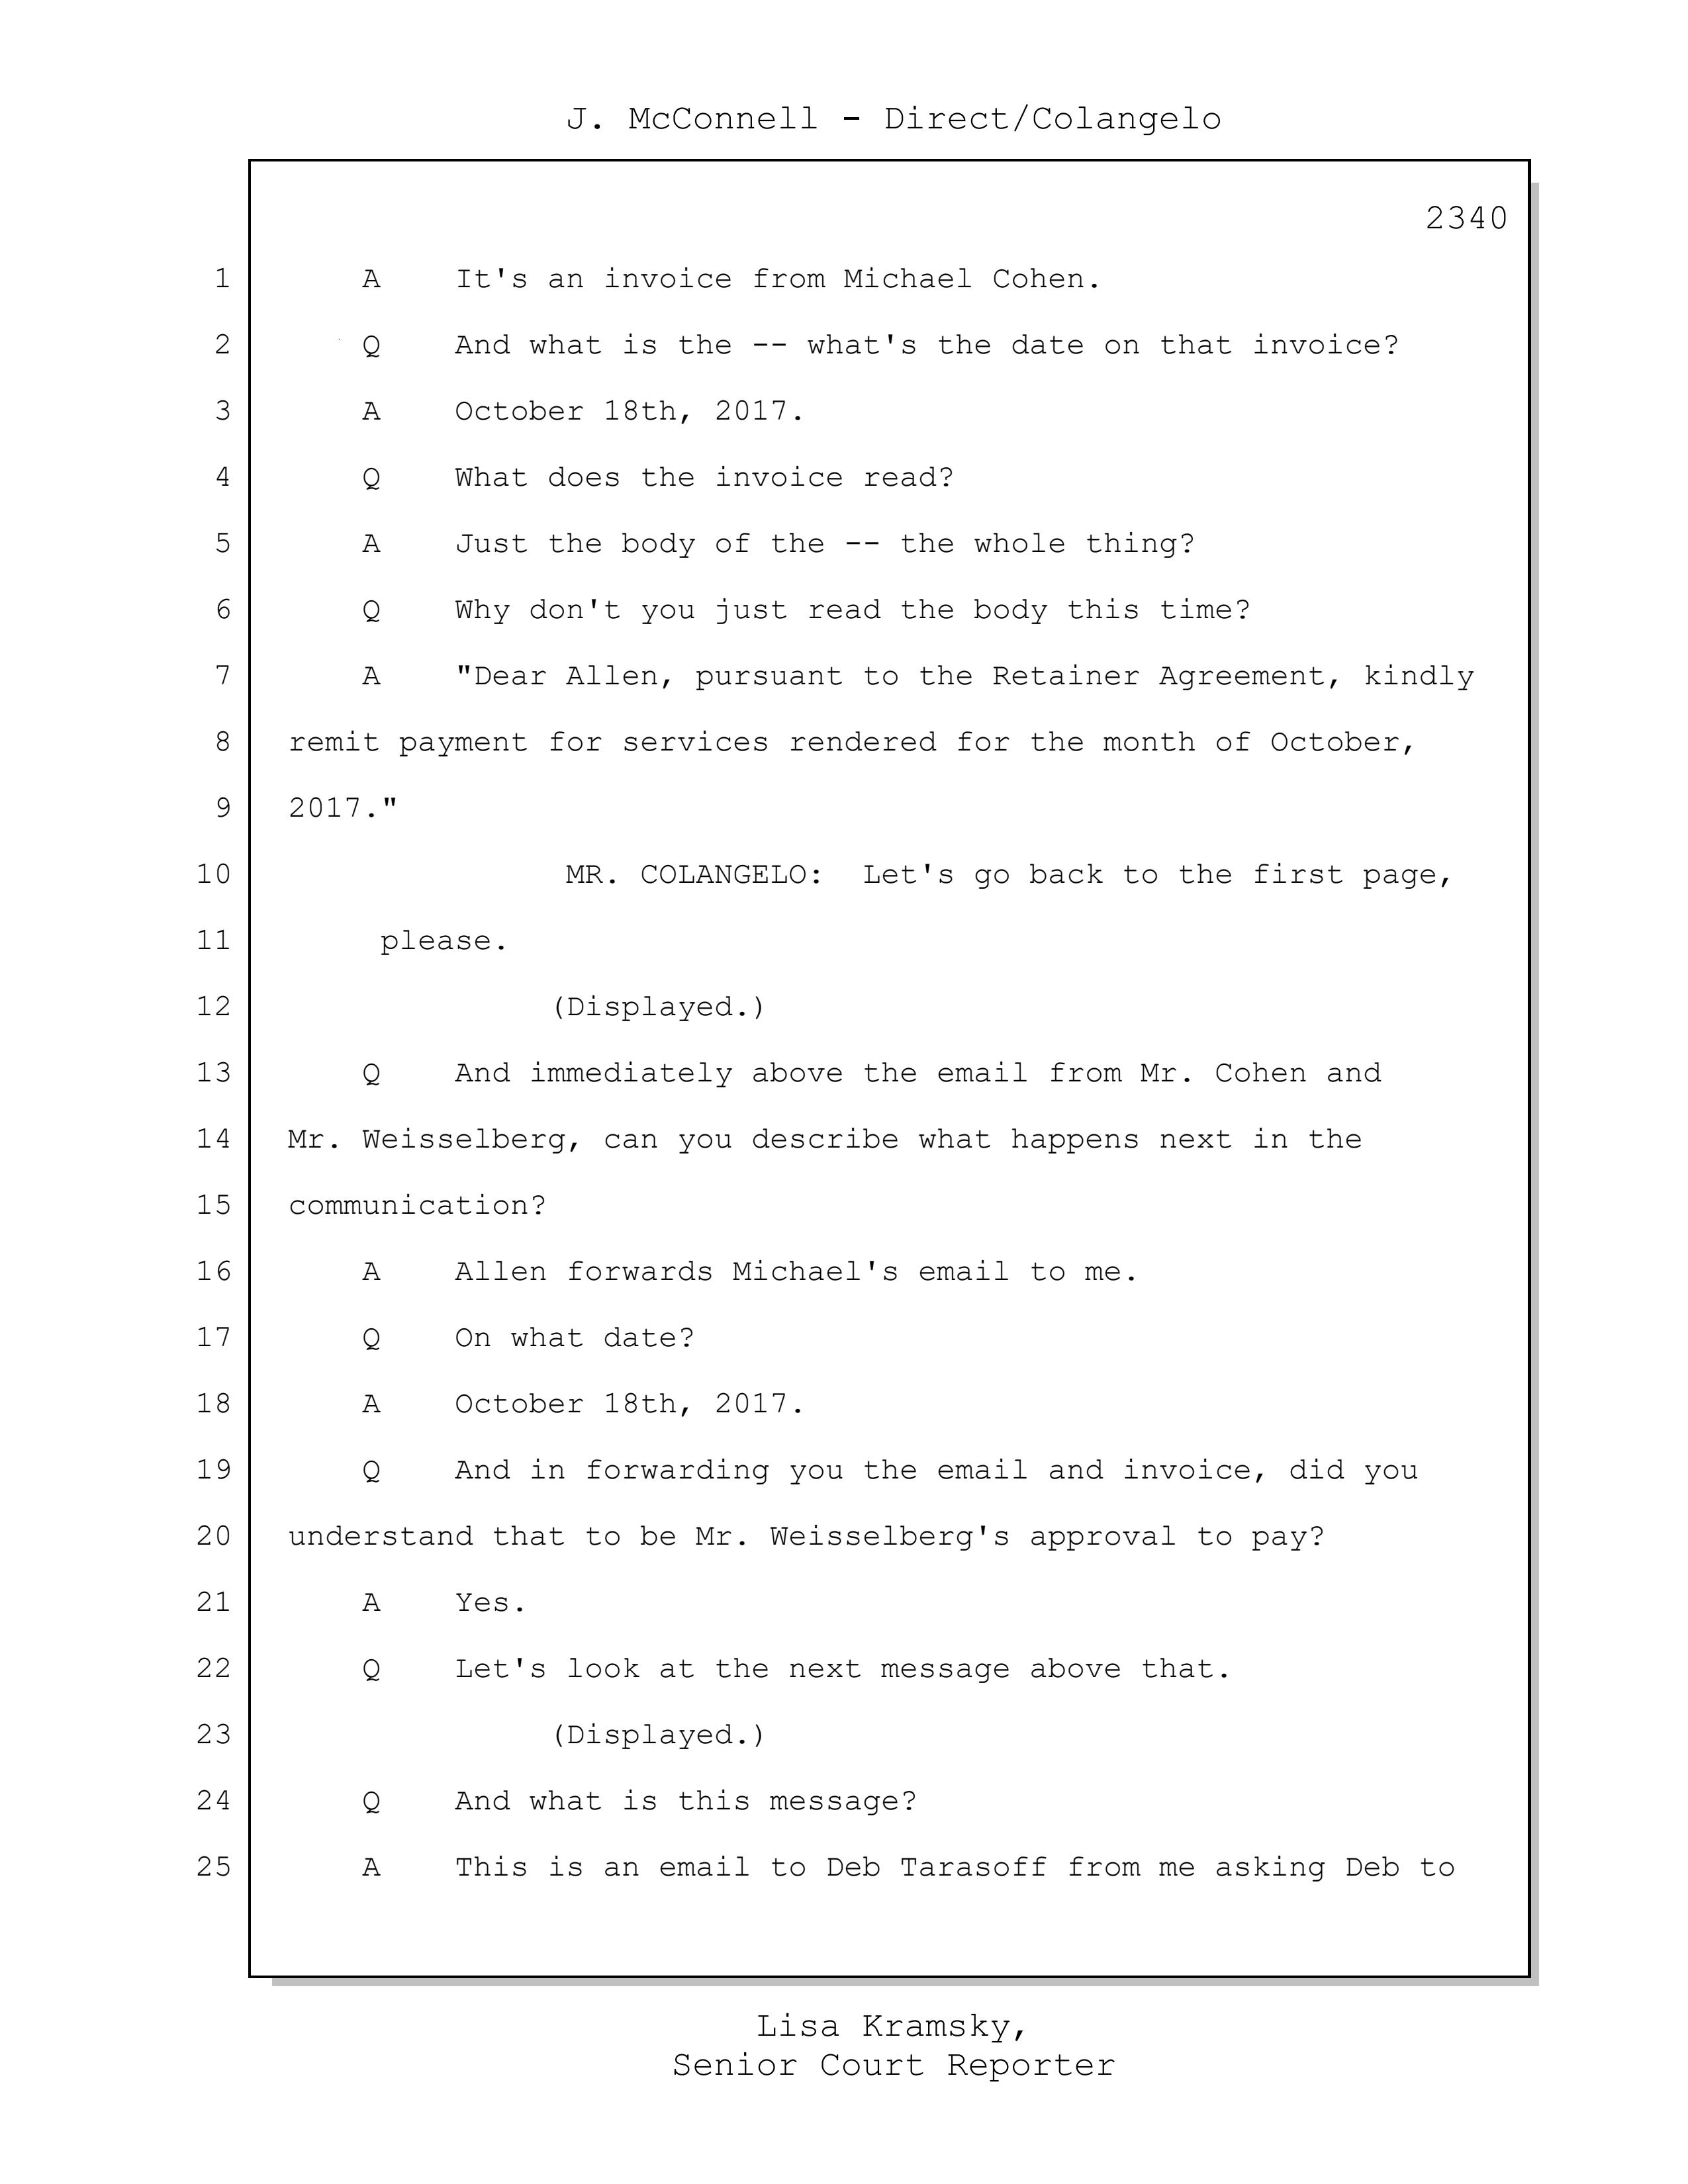 J. McConnell - Direct/Colangelo
2340
1 A It's an invoice from Michael Cohen.
2 Q And what is the -- what's the date on that invoice?
3 A October 18th, 2017.
4 Q What does the invoice read?
5 A Just the body of the -- the whole thing?
6 Q Why don't you just read the body this time?
7 A "Dear Allen, pursuant to the Retainer Agreement, kindly
8 remit payment for services rendered for the month of October,
9 2017."
10 MR. COLANGELO: Let's go back to the first page,
11 please.
12 (Displayed.)
13 Q And immediately above the email from Mr. Cohen and
14 Mr. Weisselberg, can you describe what happens next in the
15 communication?
16 A Allen forwards Michael's email to me.
17 Q On what date?
18 A October 18th, 2017.
19 Q And in forwarding you the email and invoice, did you
20 understand that to be Mr. Weisselberg's approval to pay?
21 A Yes.
22 Q Let's look at the next message above that.
23 (Displayed.)
24 Q And what is this message?
25 A This is an email to Deb Tarasoff from me asking Deb to
Lisa Kramsky,
Senior Court Reporter